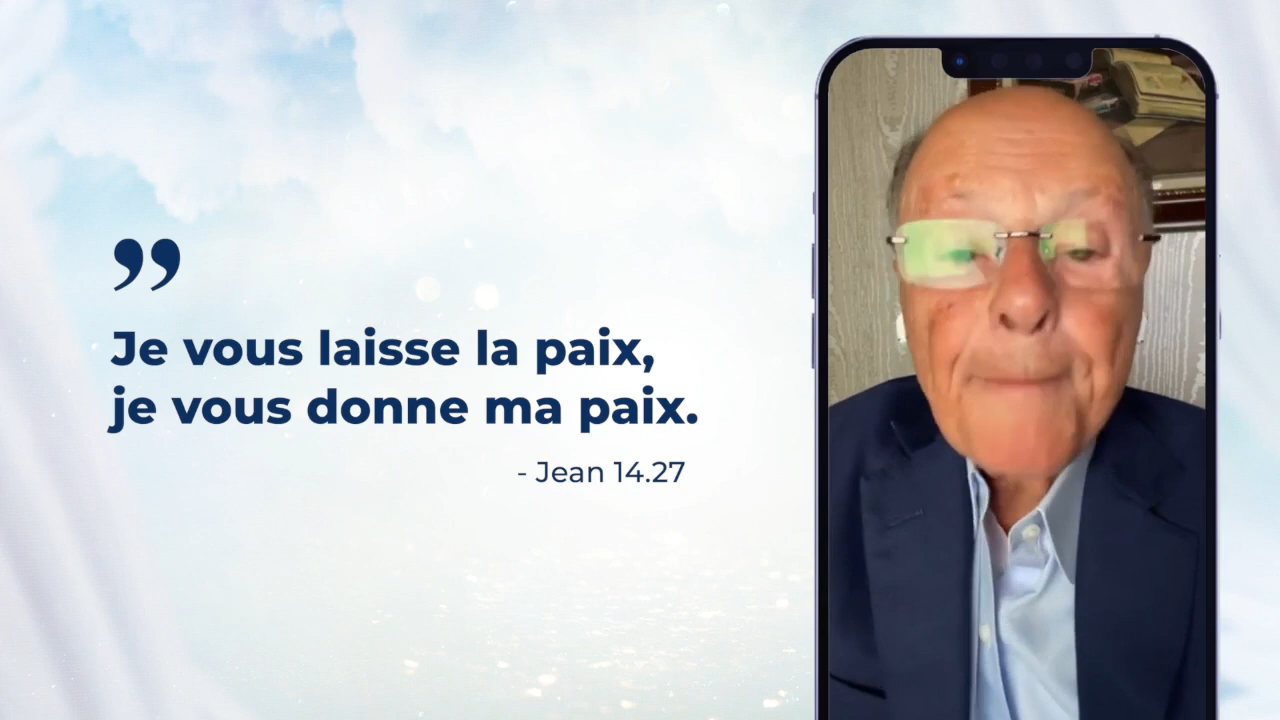 ”
Je vous laisse la paix,
je vous donne ma paix.
- Jean 14.27